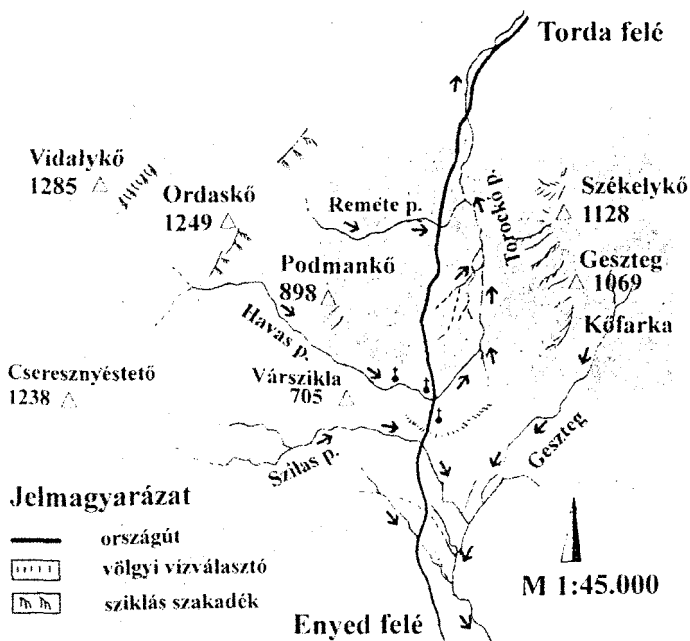 Torda felé
Vidalykő
1285
Ordaskő
1249
Remete p.
Torockó p.
Székelykő
1128
Podmankő
898
Geszteg
1069
Kőfarka
Havas p.
Cseresznyéstető
1238
Várszikla
705
Szilas p.
Geszteg
Jelmagyarázat
országút
völgyi vízválasztó
sziklás szakadék
M 1:45.000
Enyed felé